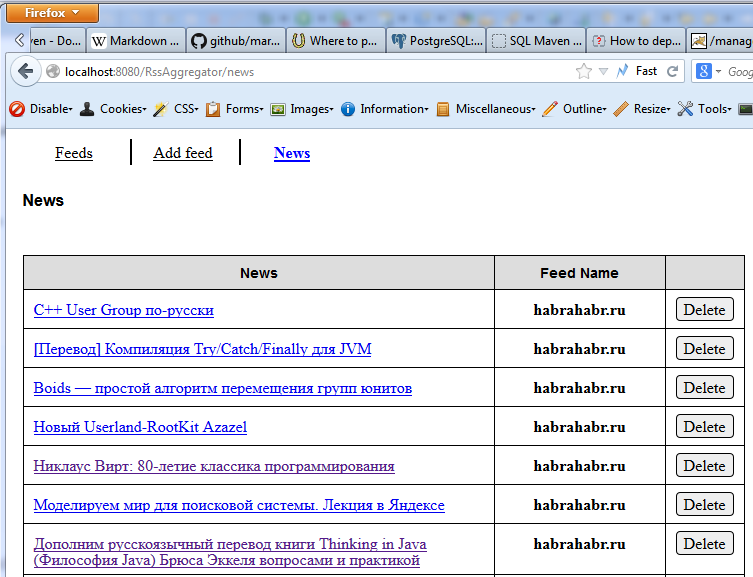 Firefox
ven - Do...
Markdown ...
github/mar...
Where to p...
PostgreSQL:...
SQL Maven ...
How to dep...
/manag
localhost:8080/RssAggregator/news
Fast
Goog
Disable
Cookies
CSS
Forms
Images
Information
Miscellaneous
Outline
Resize
Tools
Feeds
Add feed
News
News
News
Feed Name
C++ User Group по-русски
habrahabr.ru
Delete
[Перевод] Компиляция Try/Catch/Finally для JVM
habrahabr.ru
Delete
Boids — простой алгоритм перемещения групп юнитов
habrahabr.ru
Delete
Новый Userland-RootKit Azazel
habrahabr.ru
Delete
Никлаус Вирт: 80-летие классика программирования
habrahabr.ru
Delete
Моделируем мир для поисковой системы. Лекция в Яндексе
habrahabr.ru
Delete
Дополним русскоязычный перевод книги Thinking in Java
(Философия Java) Брюса Эккеля вопросами и практикой
habrahabr.ru
Delete